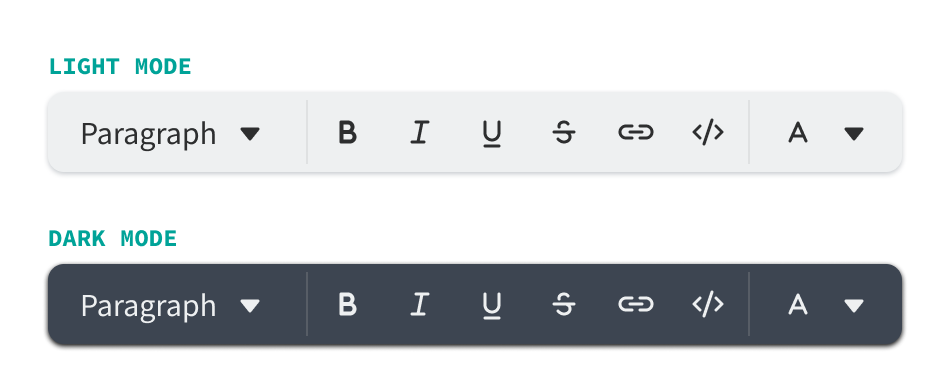 LIGHT MODE
Paragraph B I U S </> A
DARK MODE
Paragraph B I U S </> A